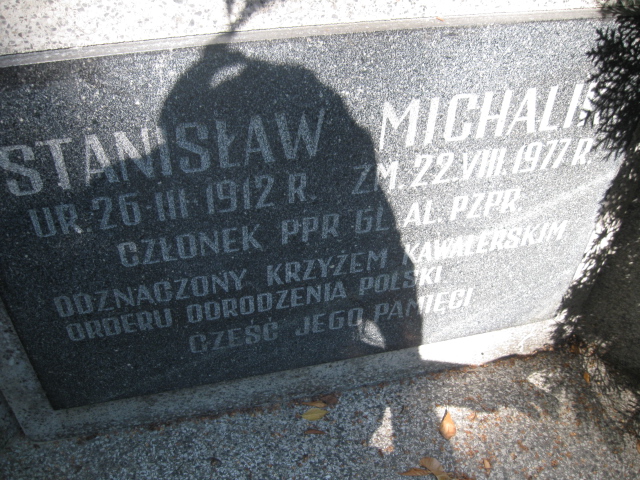 STANISŁAW MICHALIK
UR. 26·III·1912 R. ZM. 22.VIII.1977 R
CZŁONEK PPR GL. AL. PZPR
ODZNACZONY KRZYŻEM KAWALERSKIM
ORDERU ODRODZENIA POLSKI
CZEŚĆ JEGO PAMIĘCI